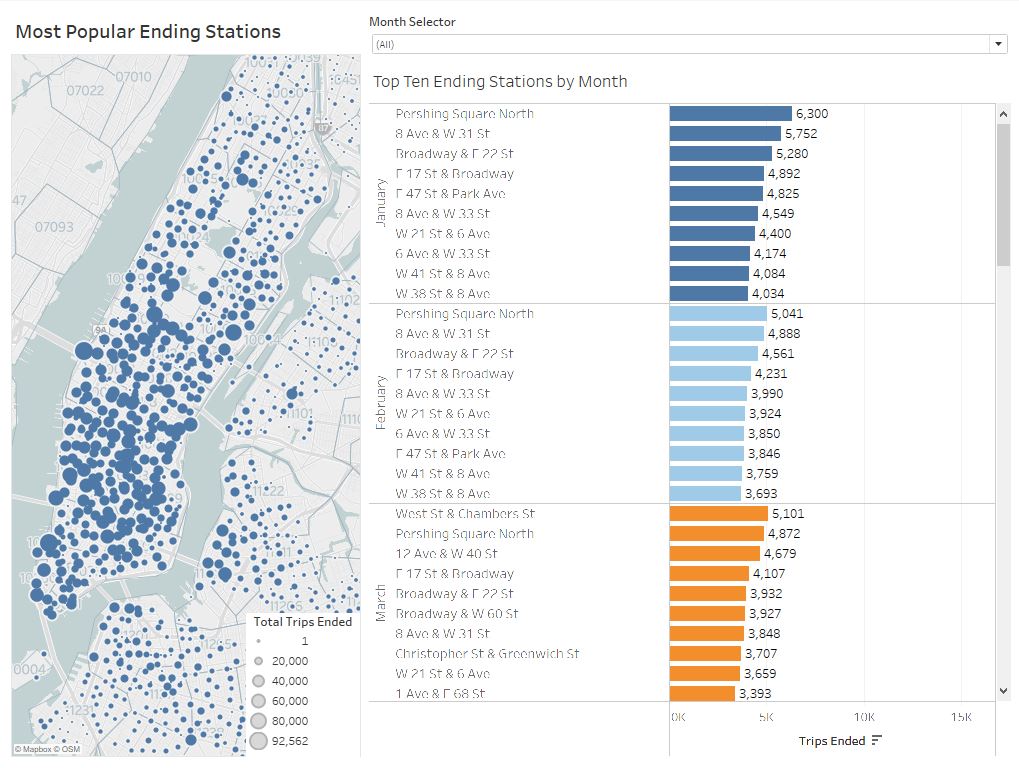 Most Popular Ending Stations
Month Selector
(All)
Top Ten Ending Stations by Month
January
Pershing Square North 6,300
8 Ave & W 31 St 5,752
Broadway & E 22 St 5,280
E 17 St & Broadway 4,892
E 47 St & Park Ave 4,825
8 Ave & W 33 St 4,549
W 21 St & 6 Ave 4,400
6 Ave & W 33 St 4,174
W 41 St & 8 Ave 4,084
W 38 St & 8 Ave 4,034
February
Pershing Square North 5,041
8 Ave & W 31 St 4,888
Broadway & E 22 St 4,561
E 17 St & Broadway 4,231
8 Ave & W 33 St 3,990
W 21 St & 6 Ave 3,924
6 Ave & W 33 St 3,850
E 47 St & Park Ave 3,846
W 41 St & 8 Ave 3,759
W 38 St & 8 Ave 3,693
March
West St & Chambers St 5,101
Pershing Square North 4,872
12 Ave & W 40 St 4,679
E 17 St & Broadway 4,107
Broadway & E 22 St 3,932
Broadway & W 60 St 3,927
8 Ave & W 31 St 3,848
Christopher St & Greenwich St 3,707
W 21 St & 6 Ave 3,659
1 Ave & E 68 St 3,393
0K 5K 10K 15K
Trips Ended
07010
07022
07093
47
9A
11101
11222
0004
Total Trips Ended
1
20,000
40,000
60,000
80,000
92,562
© Mapbox © OSM